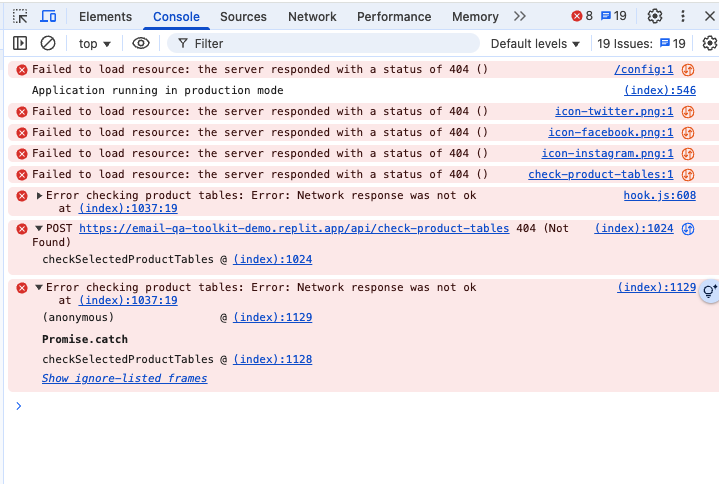 Elements Console Sources Network Performance Memory 8 19
top Filter Default levels 19 Issues: 19
Failed to load resource: the server responded with a status of 404 () /config:1
Application running in production mode (index):546
Failed to load resource: the server responded with a status of 404 () icon-twitter.png:1
Failed to load resource: the server responded with a status of 404 () icon-facebook.png:1
Failed to load resource: the server responded with a status of 404 () icon-instagram.png:1
Failed to load resource: the server responded with a status of 404 () check-product-tables:1
Error checking product tables: Error: Network response was not ok hook.js:608
at (index):1037:19
POST https://email-qa-toolkit-demo.replit.app/api/check-product-tables 404 (Not (index):1024
Found)
checkSelectedProductTables @ (index):1024
Error checking product tables: Error: Network response was not ok (index):1129
at (index):1037:19
(anonymous) @ (index):1129
Promise.catch
checkSelectedProductTables @ (index):1128
Show ignore-listed frames